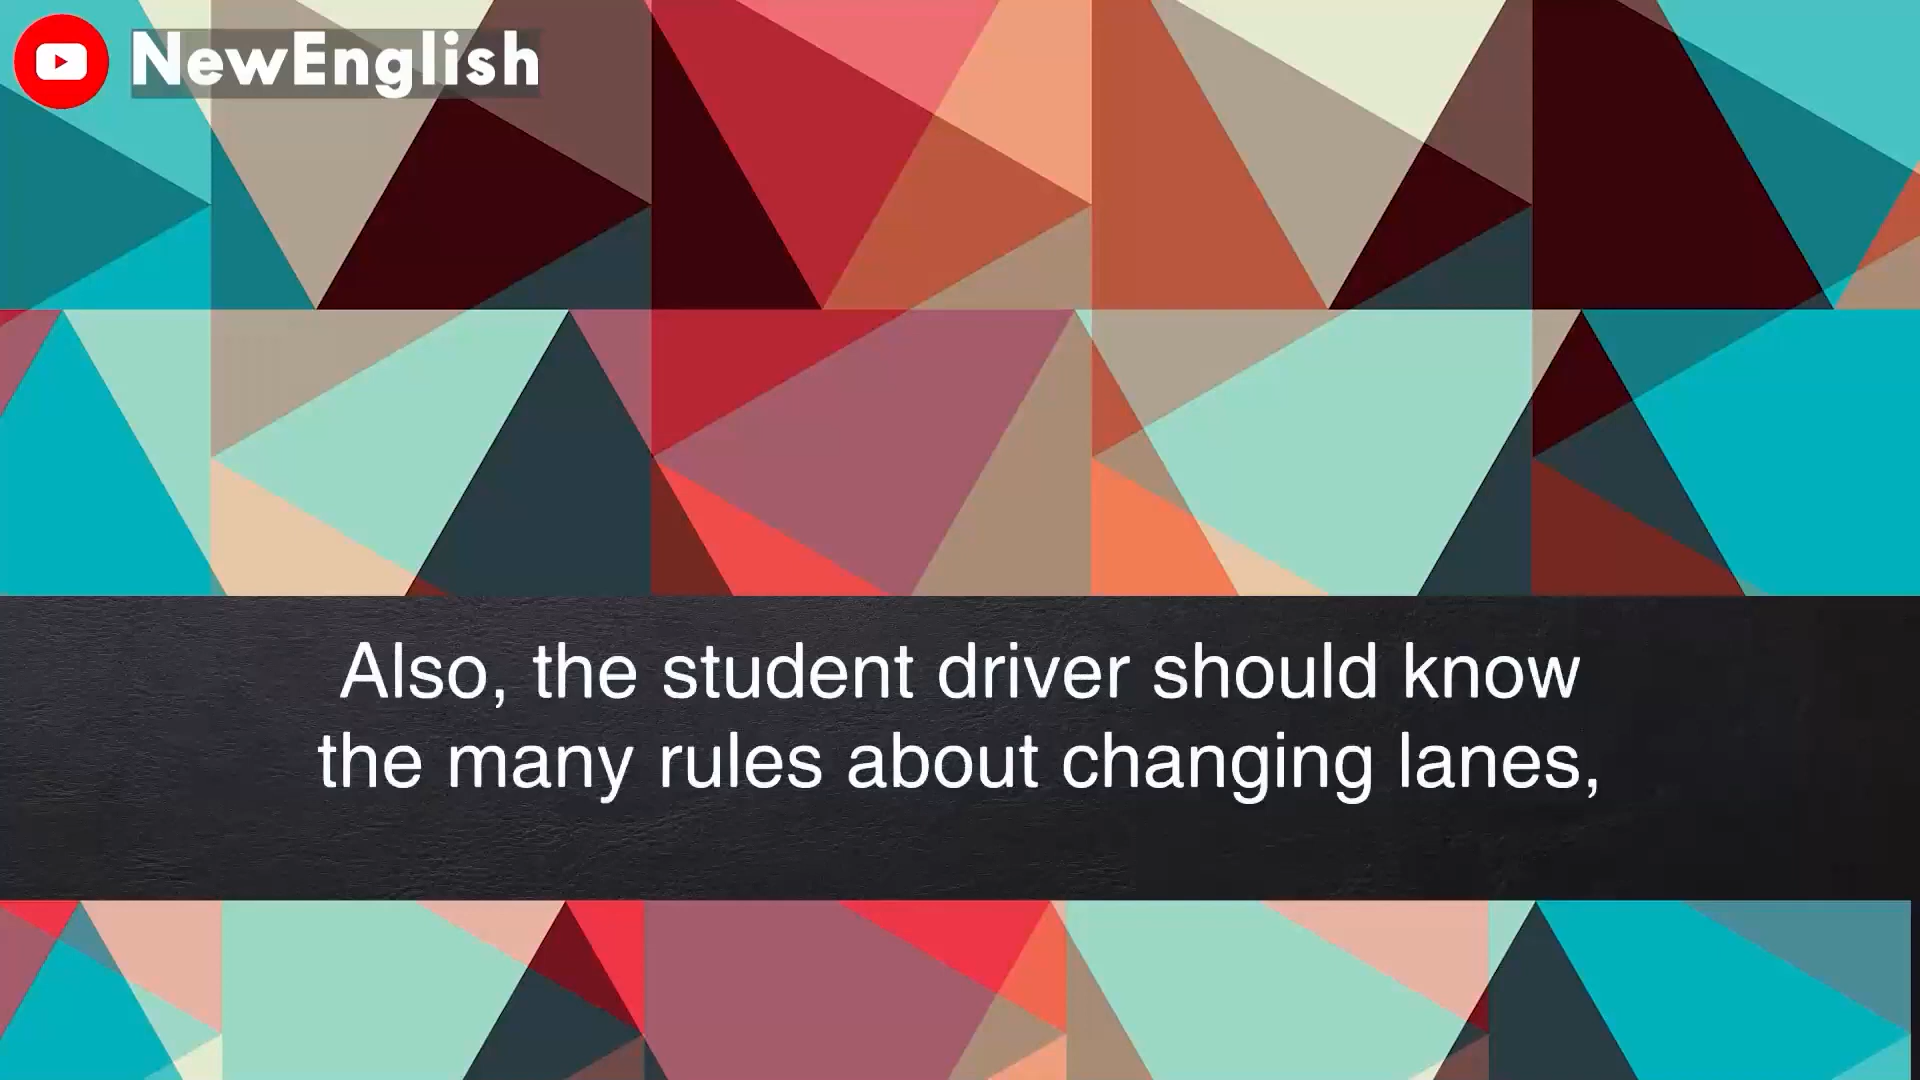 NewEnglish
Also, the student driver should know
the many rules about changing lanes,